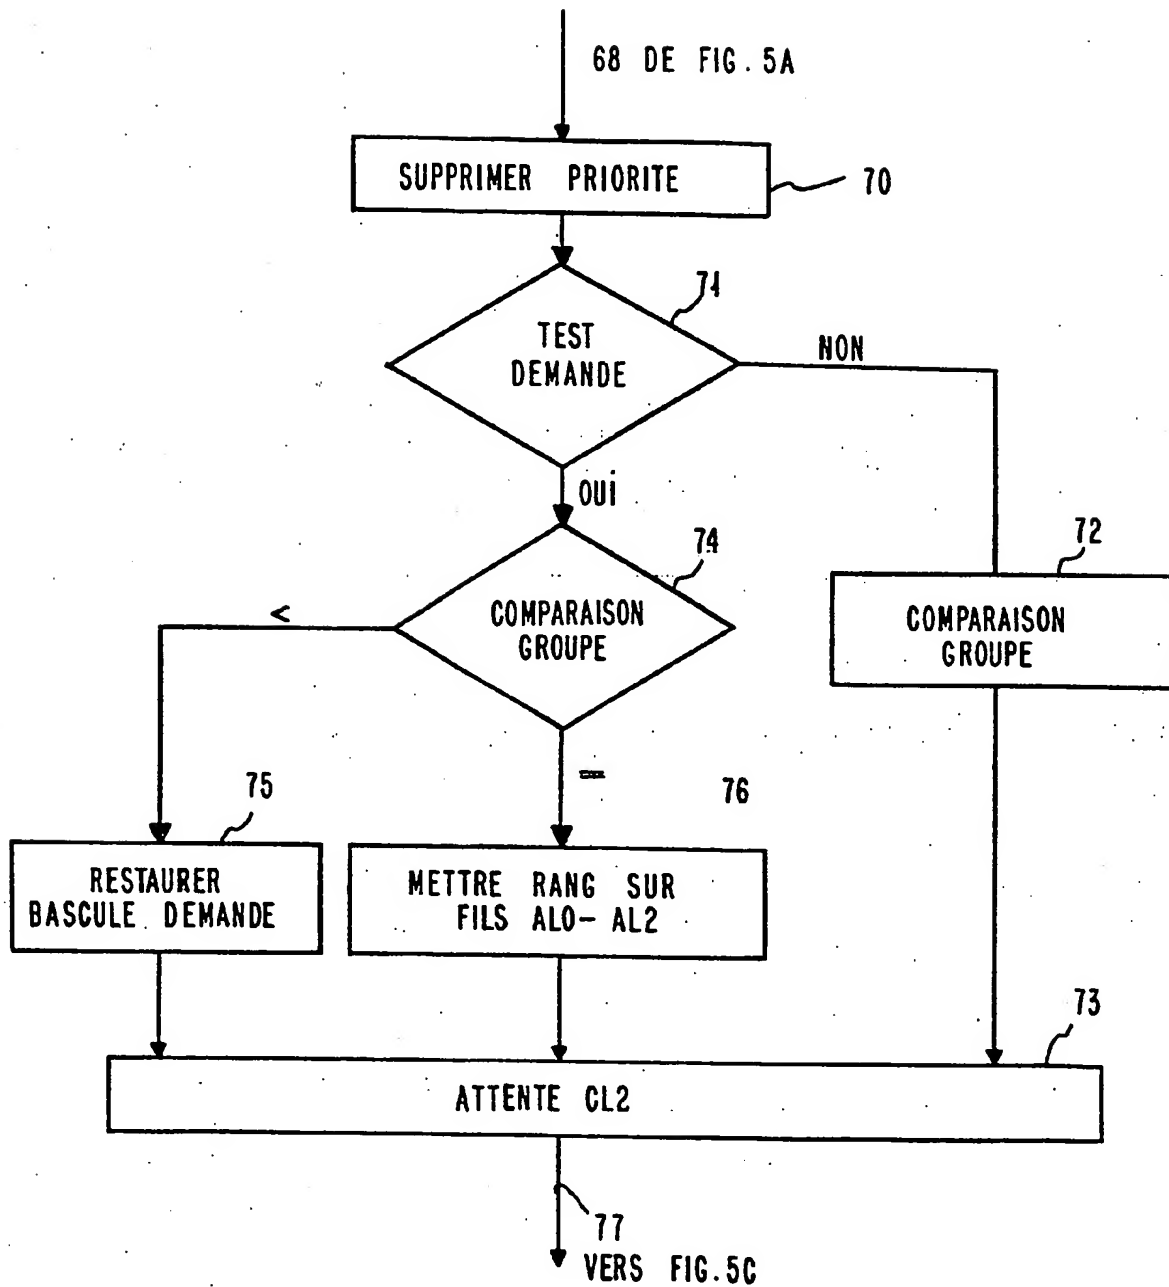 68 DE FIG. 5A
SUPPRIMER PRIORITE
70
71
TEST
DEMANDE
NON
OUi
74
72
<
COMPARAISON
GROUPE
COMPARAISON
GROUPE
=
75
76
RESTAURER
BASCULE DEMANDE
METTRE RANG SUR
FILS AL0-AL2
73
ATTENTE CL2
77
VERS FIG. 5C